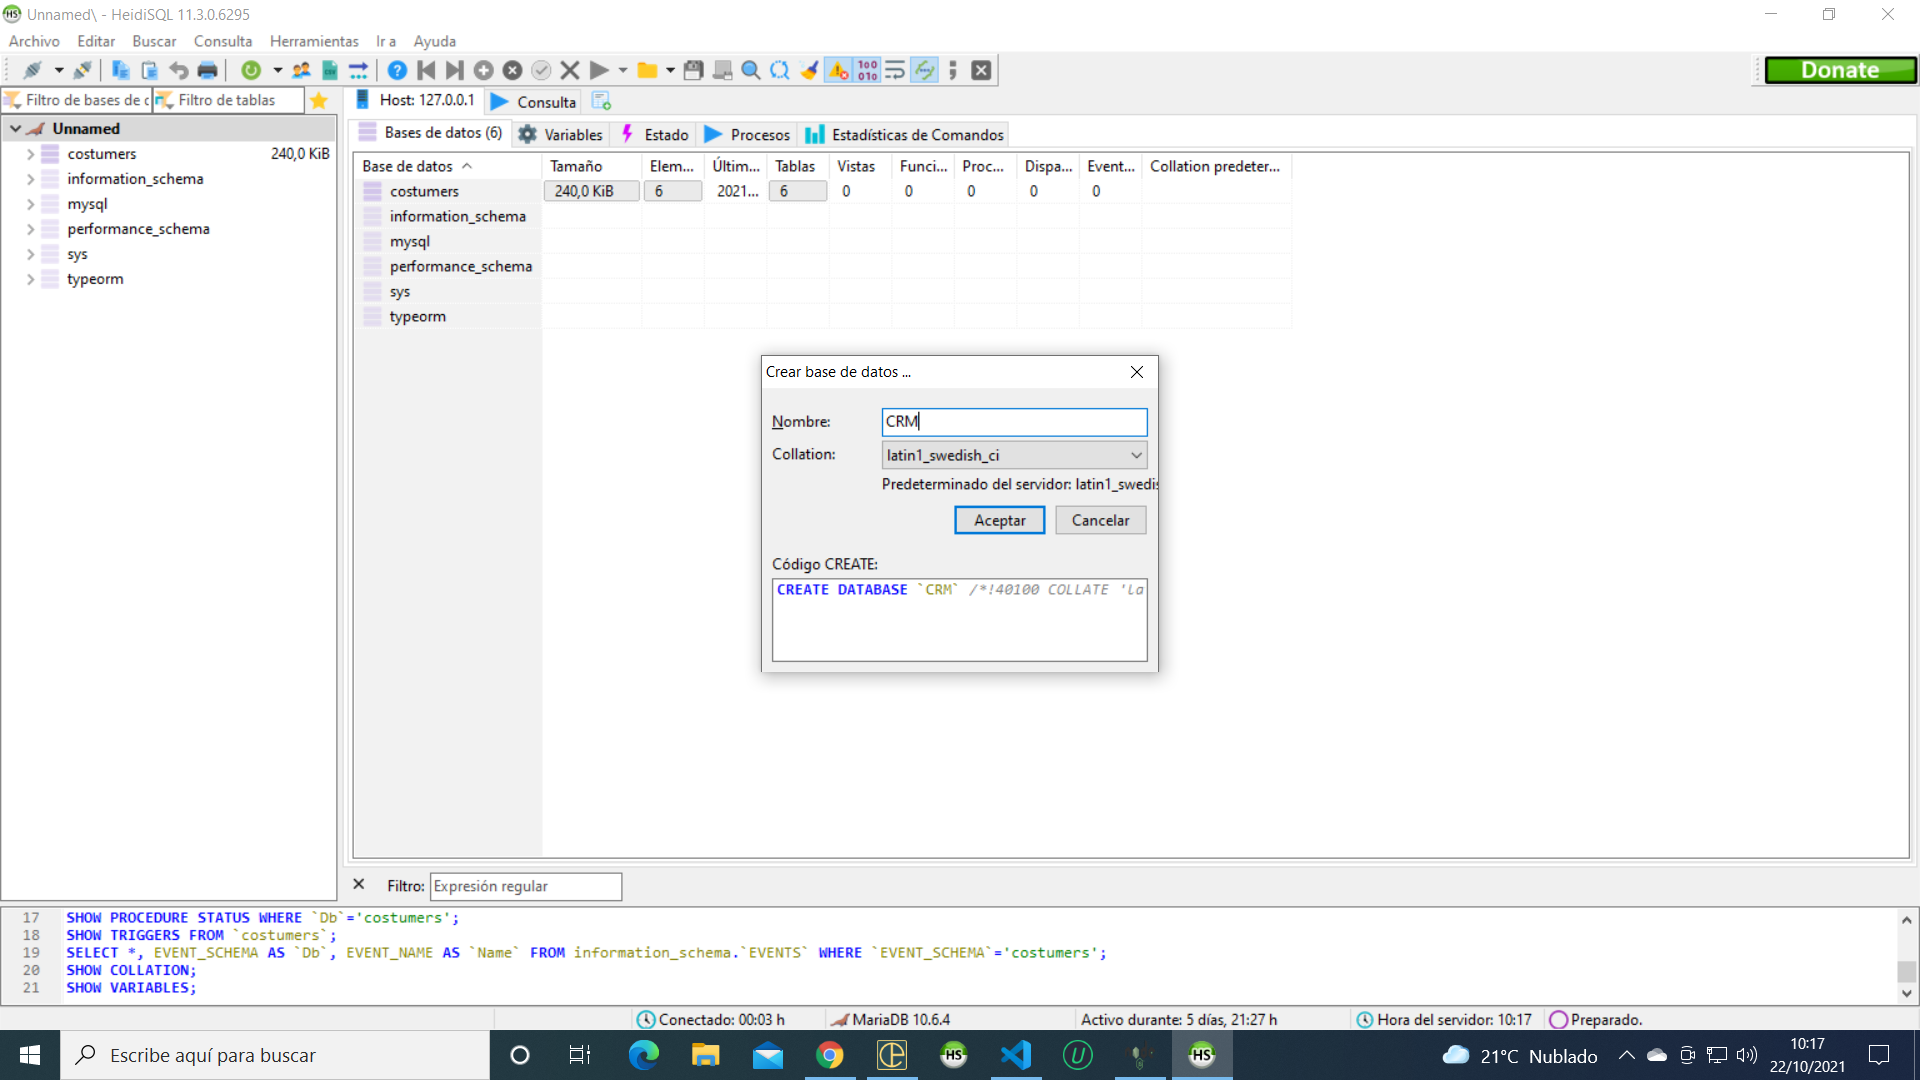 Unnamed\ - HeidiSQL 11.3.0.6295
Archivo Editar Buscar Consulta Herramientas Ir a Ayuda
Donate
Filtro de bases de c Filtro de tablas
Host: 127.0.0.1 Consulta
Unnamed
costumers 240,0 KiB
information_schema
mysql
performance_schema
sys
typeorm
Bases de datos (6) Variables Estado Procesos Estadísticas de Comandos
Base de datos Tamaño Elem... Últim... Tablas Vistas Funci... Proc... Dispa... Event... Collation predeter...
costumers 240,0 KiB 6 2021... 6 0 0 0 0 0
information_schema
mysql
performance_schema
sys
typeorm
Crear base de datos ...
Nombre: CRM
Collation: latin1_swedish_ci
Predeterminado del servidor: latin1_swedis
Aceptar Cancelar
Código CREATE:
CREATE DATABASE `CRM` /*!40100 COLLATE 'la
Filtro: Expresión regular
17 SHOW PROCEDURE STATUS WHERE `Db`='costumers';
18 SHOW TRIGGERS FROM `costumers`;
19 SELECT *, EVENT_SCHEMA AS `Db`, EVENT_NAME AS `Name` FROM information_schema.`EVENTS` WHERE `EVENT_SCHEMA`='costumers';
20 SHOW COLLATION;
21 SHOW VARIABLES;
Conectado: 00:03 h MariaDB 10.6.4 Activo durante: 5 días, 21:27 h Hora del servidor: 10:17 Preparado.
Escribe aquí para buscar
21°C Nublado
10:17
22/10/2021